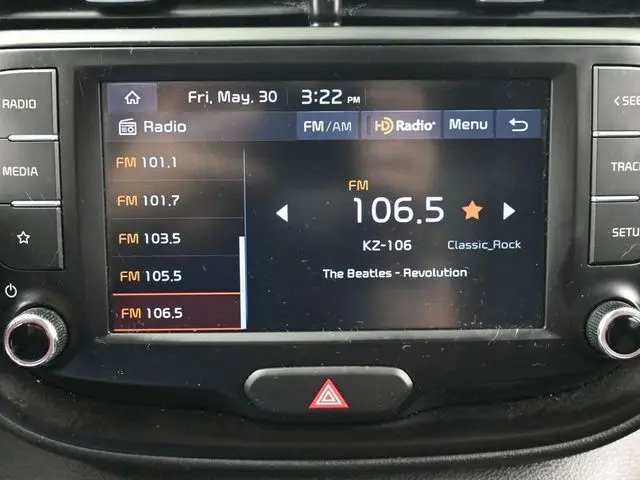 Fri, May. 30 3:22 PM
RADIO
Radio FM/AM HD Radio Menu
< SEE
MEDIA
FM 101.1
FM 101.7
FM 103.5
FM 105.5
FM 106.5
FM
106.5
KZ-106 Classic_Rock
The Beatles - Revolution
TRAC
SETU